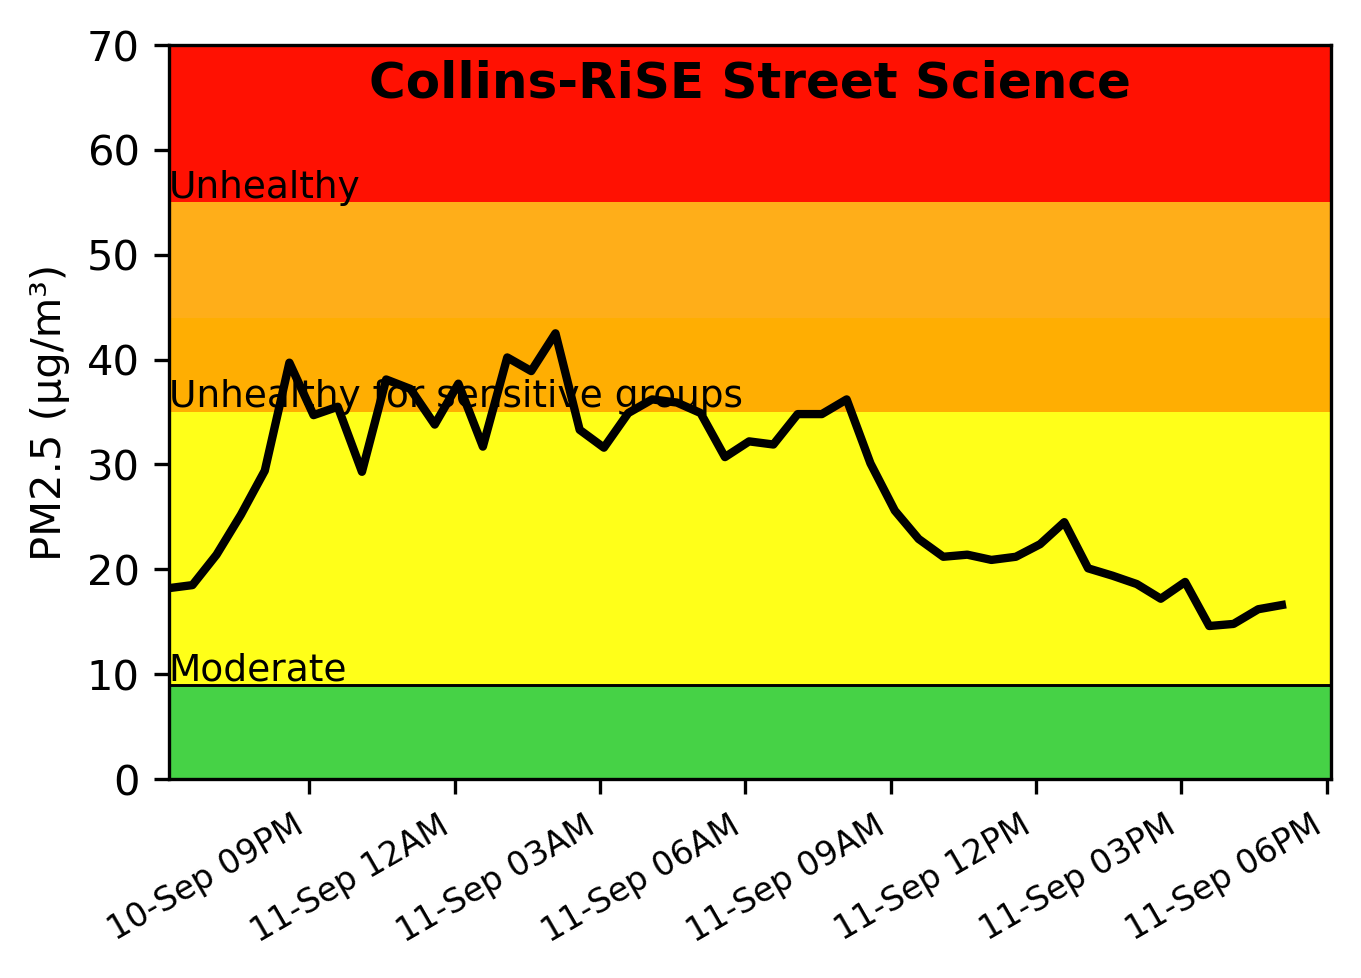 Collins-RiSE Street Science
PM2.5 (µg/m³)
70
60
50
40
30
20
10
0
Unhealthy
Unhealthy for sensitive groups
Moderate
10-Sep 09PM
11-Sep 12AM
11-Sep 03AM
11-Sep 06AM
11-Sep 09AM
11-Sep 12PM
11-Sep 03PM
11-Sep 06PM